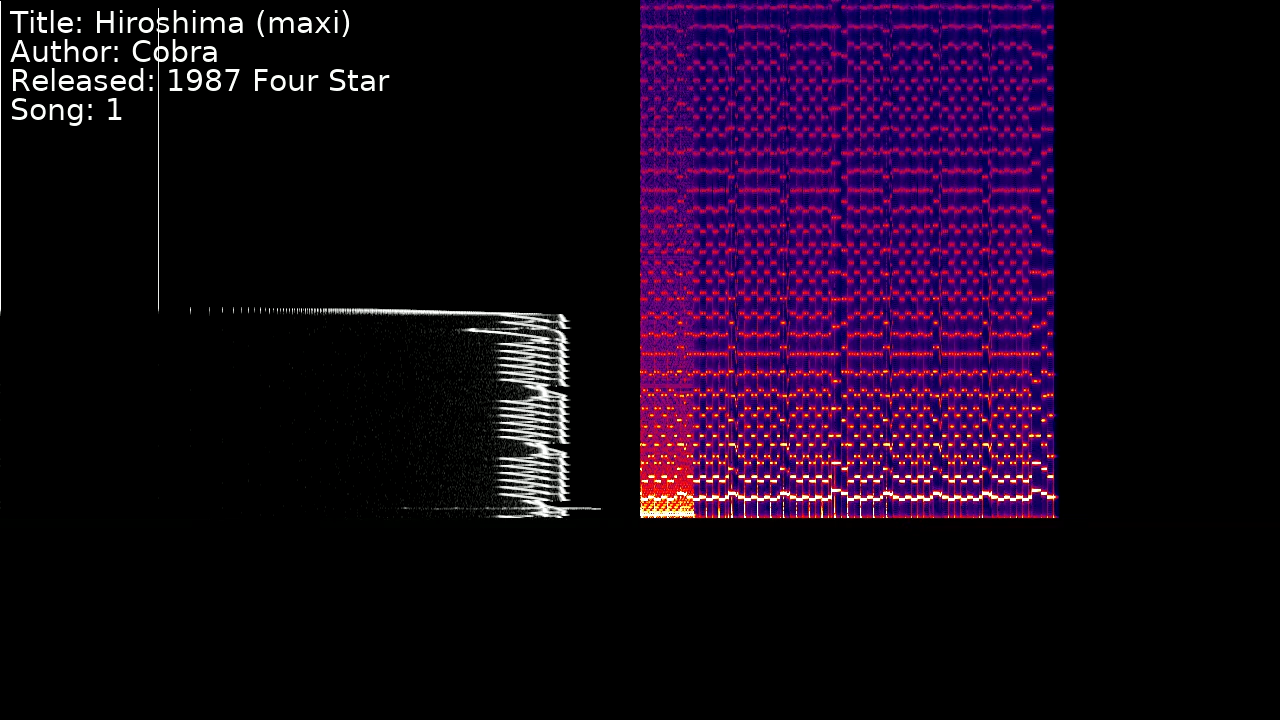 Title: Hiroshima (maxi)
Author: Cobra
Released: 1987 Four Star
Song: 1